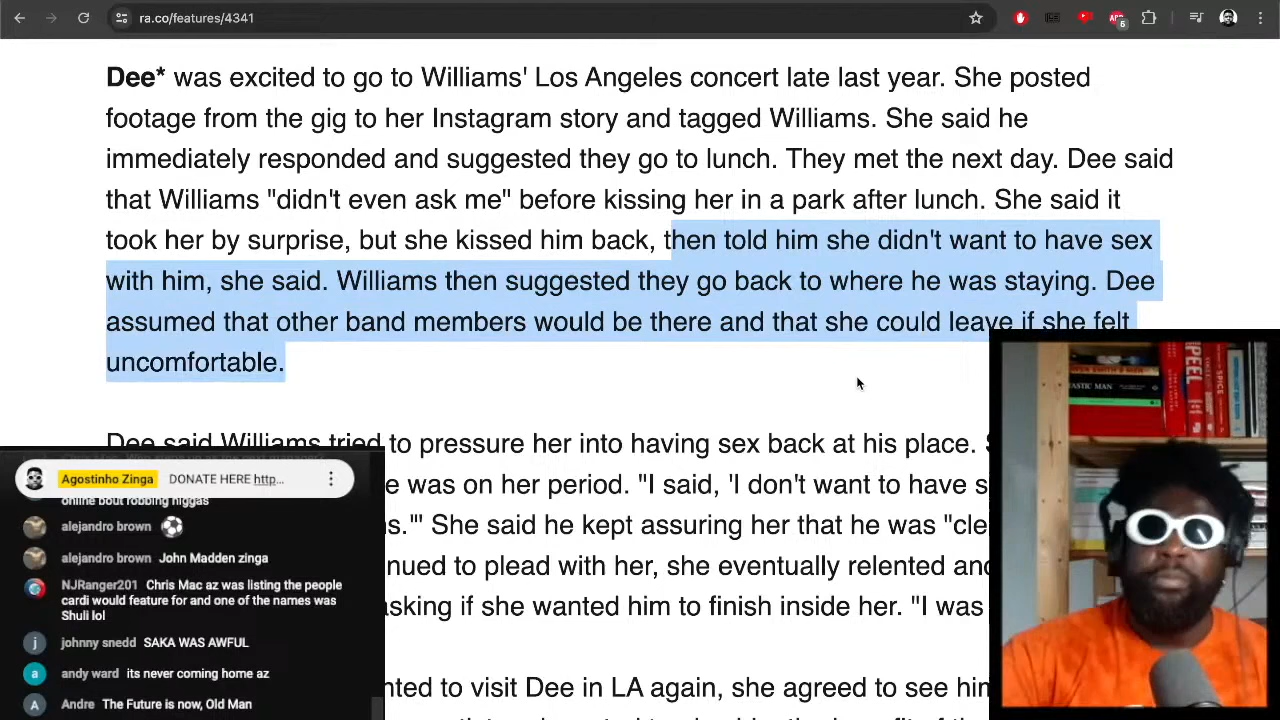 ra.co/features/4341
6
Dee* was excited to go to Williams' Los Angeles concert late last year. She posted
footage from the gig to her Instagram story and tagged Williams. She said he
immediately responded and suggested they go to lunch. They met the next day. Dee said
that Williams "didn't even ask me" before kissing her in a park after lunch. She said it
took her by surprise, but she kissed him back, then told him she didn't want to have sex
with him, she said. Williams then suggested they go back to where he was staying. Dee
assumed that other band members would be there and that she could leave if she felt
uncomfortable.
Dee said Williams tried to pressure her into having sex back at his place.
e was on her period. "I said, 'I don't want to have s
s.'" She said he kept assuring her that he was "cle
nued to plead with her, she eventually relented and
asking if she wanted him to finish inside her. "I was
nted to visit Dee in LA again, she agreed to see him
Agostinho Zinga DONATE HERE http...
online bout robbing niggas
alejandro brown
alejandro brown John Madden zinga
NJRanger201 Chris Mac az was listing the people
cardi would feature for and one of the names was
Shuli lol
j johnny snedd SAKA WAS AWFUL
a andy ward its never coming home az
A Andre The Future is now, Old Man
PEEL
SPICE